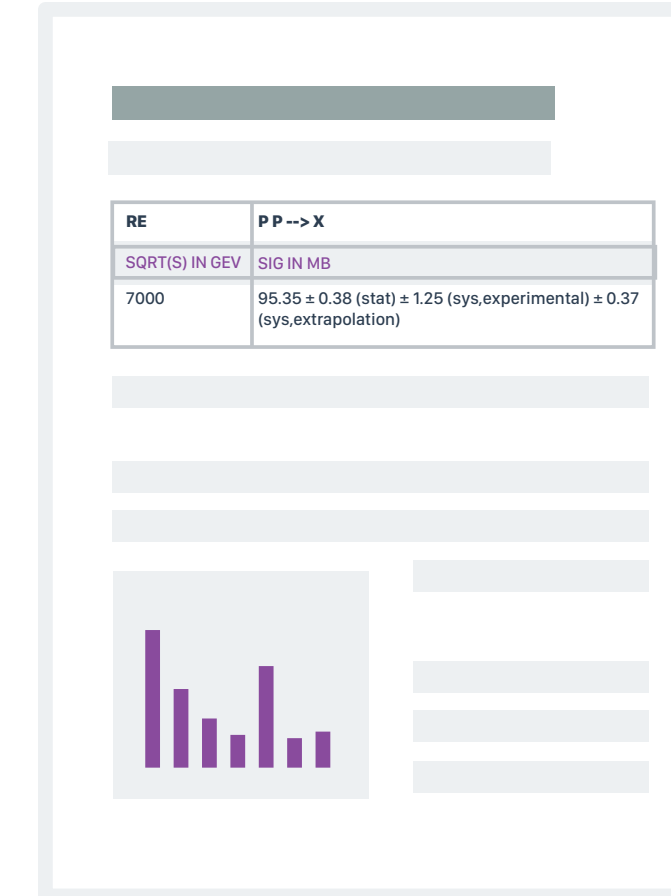 RE P P --> X
SQRT(S) IN GEV SIG IN MB
7000 95.35 ± 0.38 (stat) ± 1.25 (sys,experimental) ± 0.37
(sys,extrapolation)